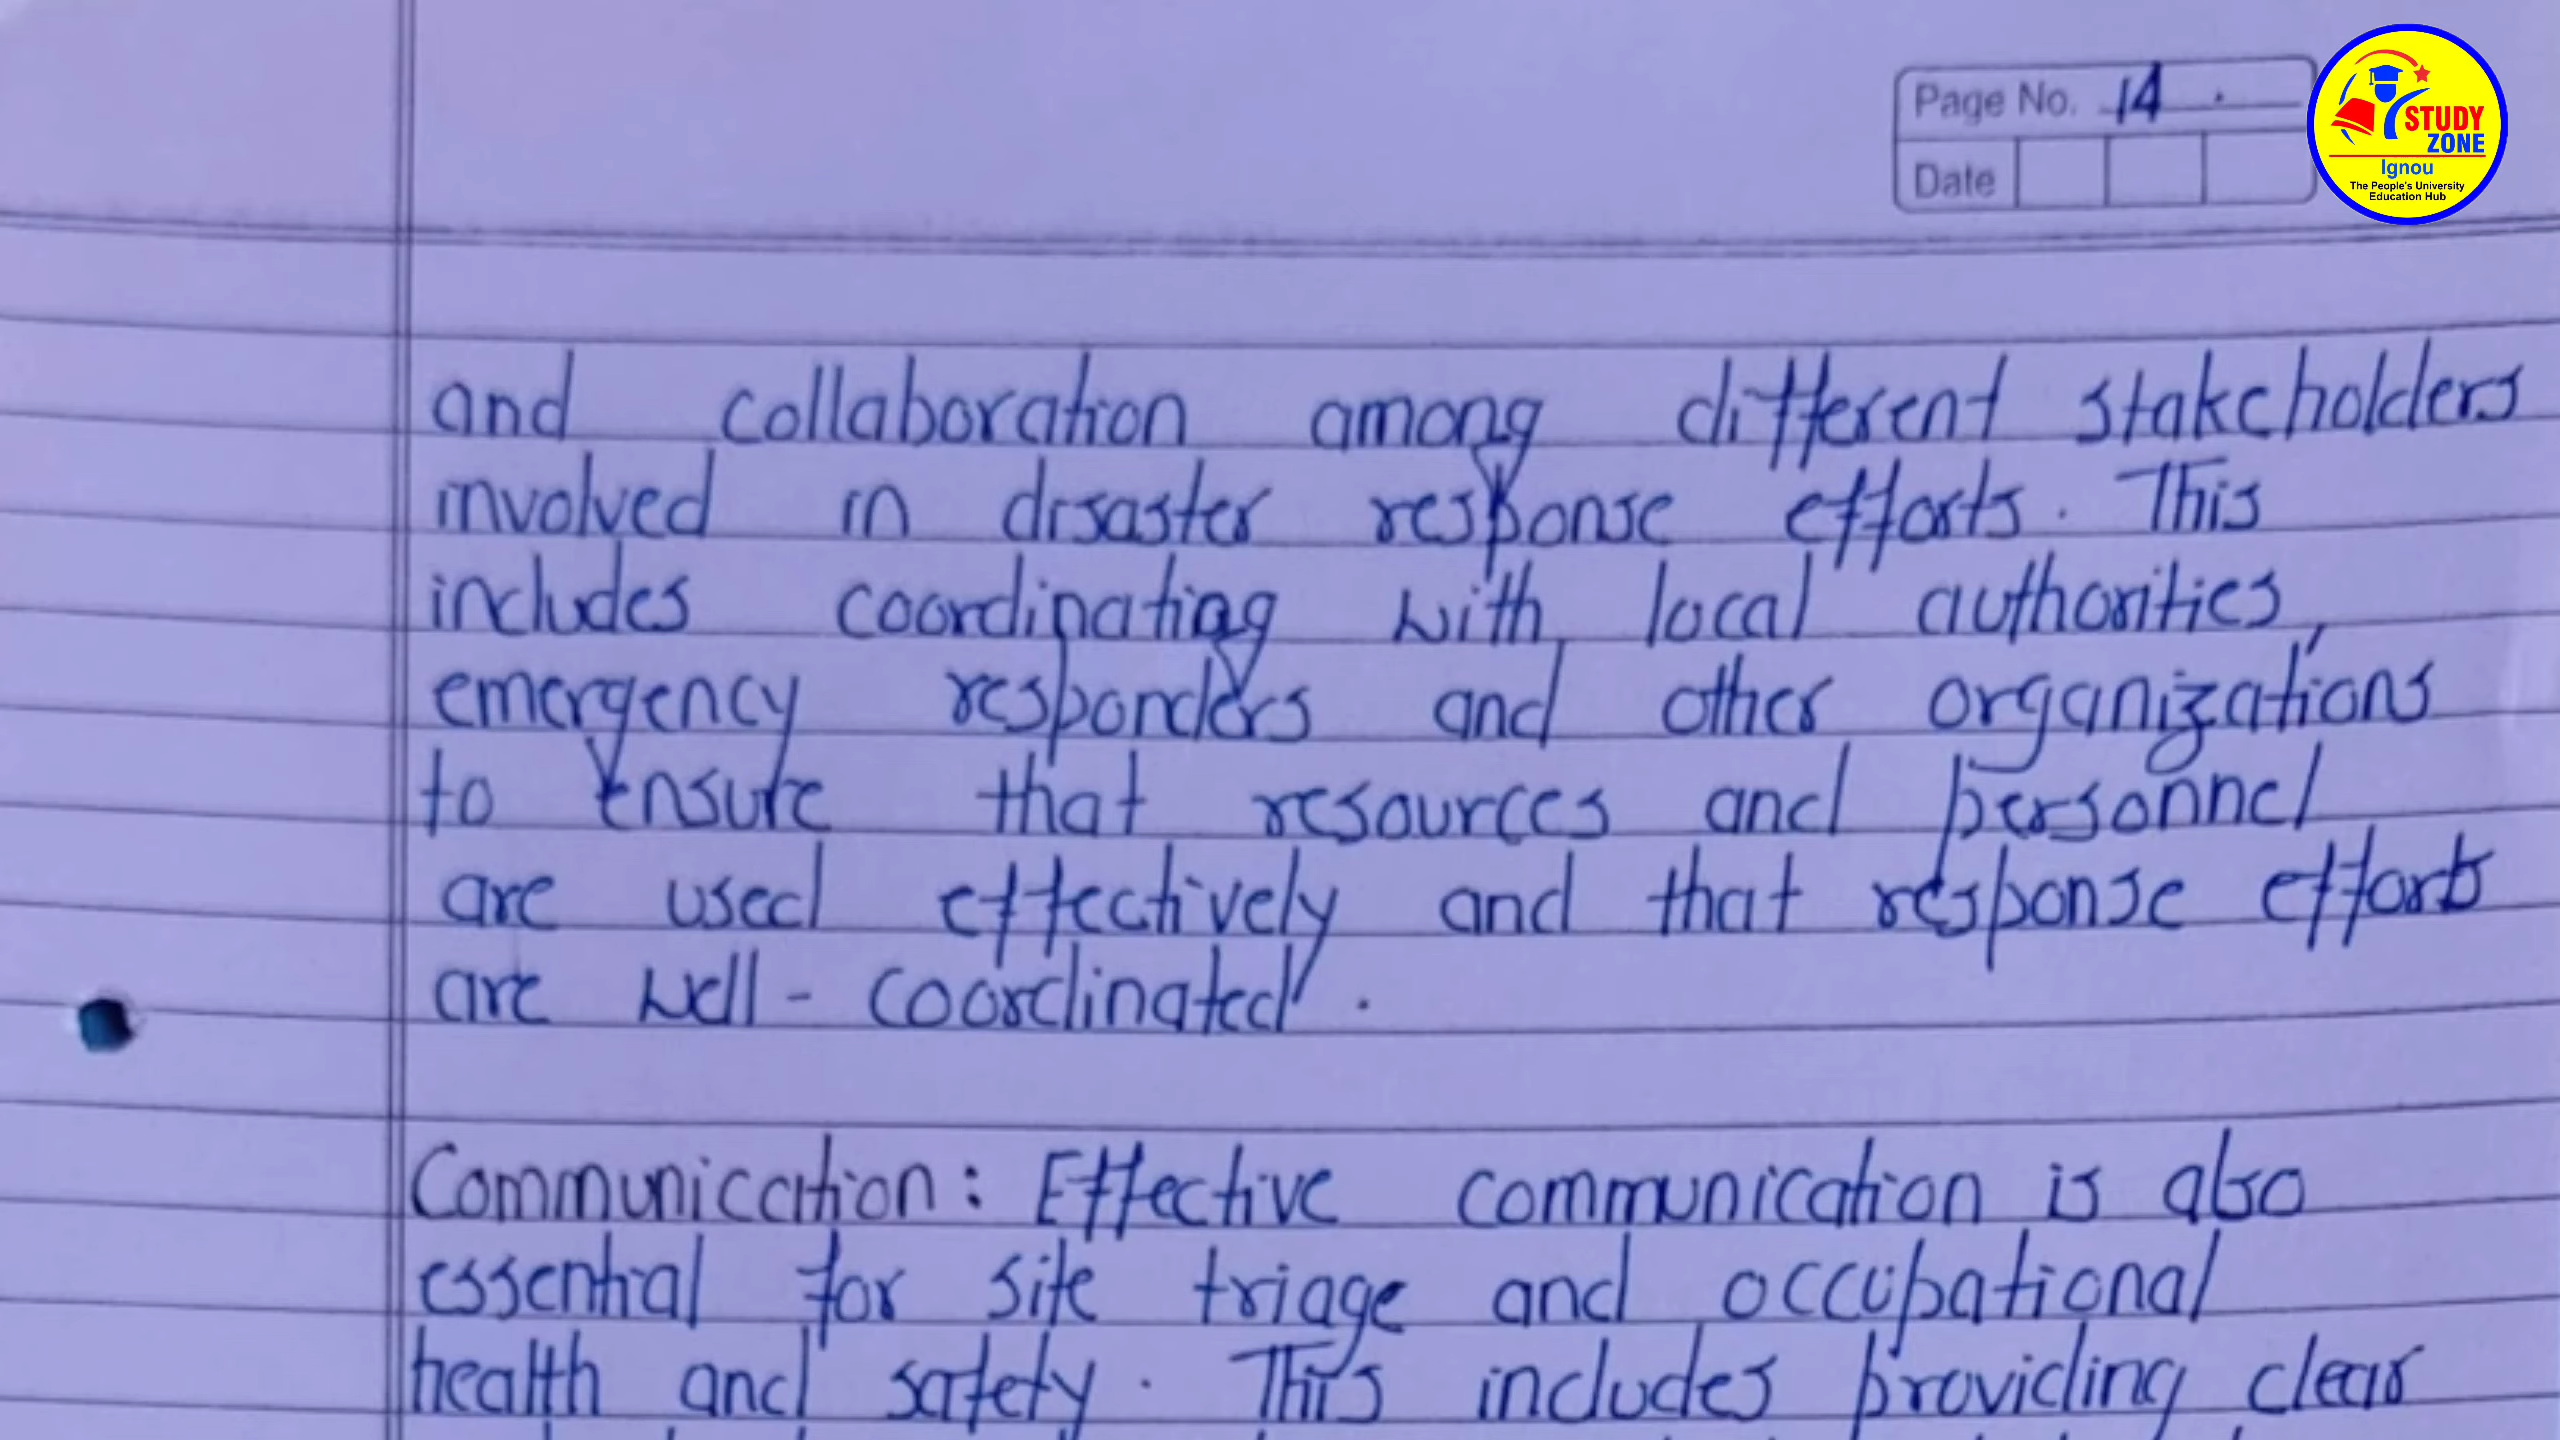 Page No. 14
Date
STUDY
ZONE
Ignou
The People's University
Education Hub
and collaboration among different stakeholders
involved in disaster response efforts. This
includes coordinating with local authorities,
emergency responders and other organizations
to ensure that resources and personnel
are used effectively and that response efforts
are well-coordinated.
Communication: Effective communication is also
essential for site triage and occupational
health and safety. This includes providing clear